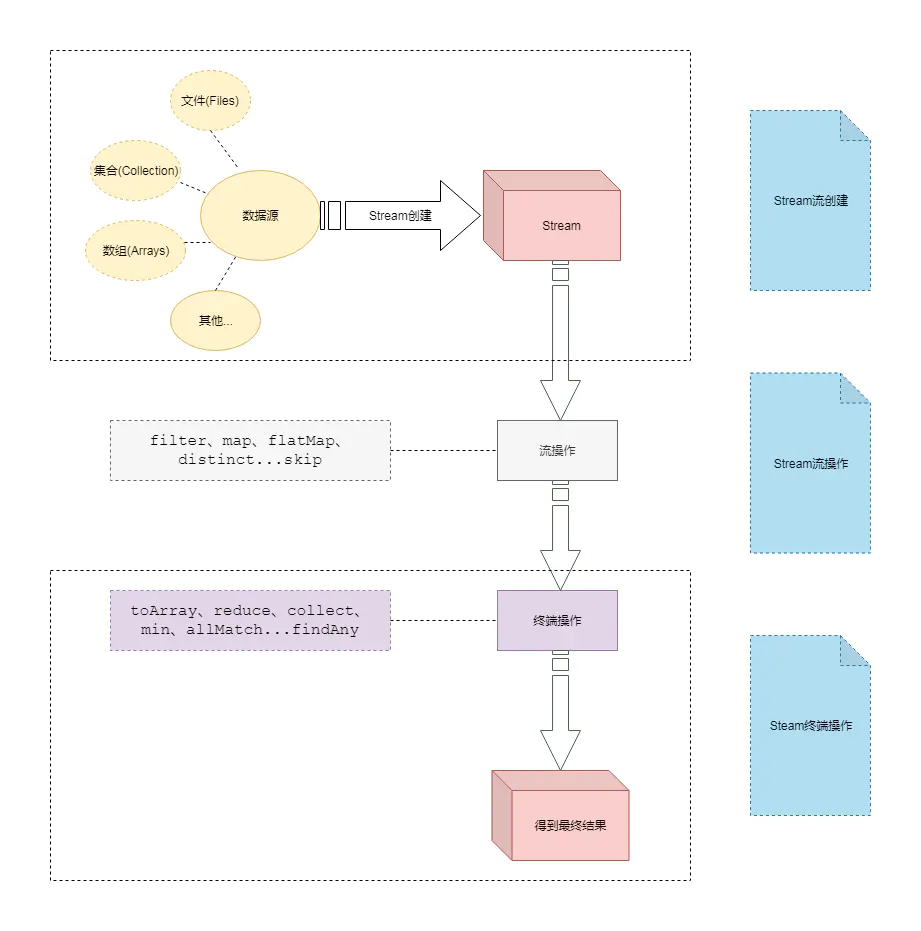 文件(Files)
集合(Collection)
数据源
Stream创建
Stream
Stream流创建
数组(Arrays)
其他...
filter、map、flatMap、
distinct...skip
流操作
Stream流操作
toArray、reduce、collect、
min、allMatch...findAny
终端操作
Steam终端操作
得到最终结果